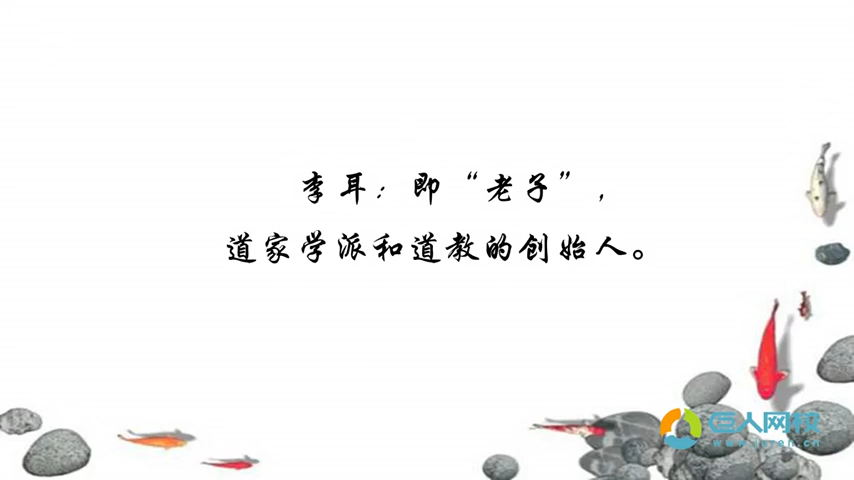 李耳：即“老子”，
道家学派和道教的创始人。
巨人网校